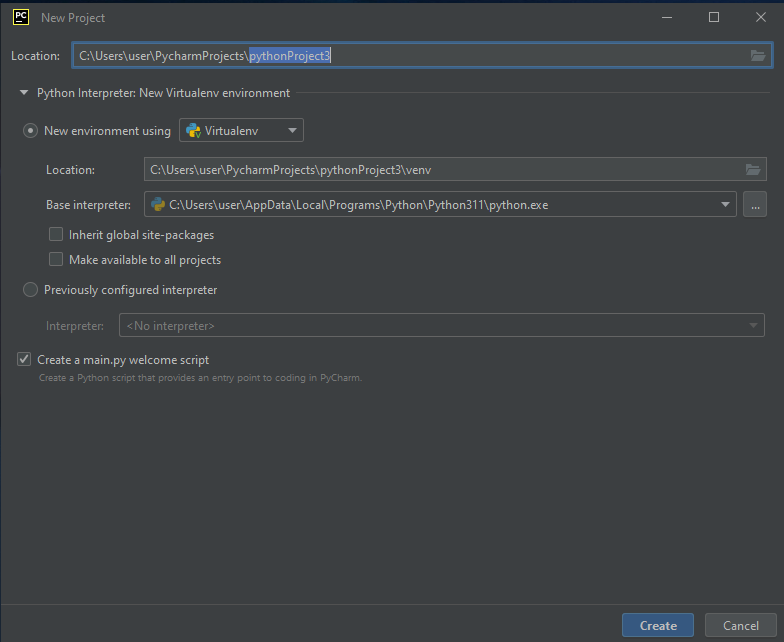 PC New Project
Location: C:\Users\user\PycharmProjects\pythonProject3
Python Interpreter: New Virtualenv environment
New environment using Virtualenv
Location: C:\Users\user\PycharmProjects\pythonProject3\venv
Base interpreter: C:\Users\user\AppData\Local\Programs\Python\Python311\python.exe ...
Inherit global site-packages
Make available to all projects
Previously configured interpreter
Interpreter: <No interpreter>
Create a main.py welcome script
Create a Python script that provides an entry point to coding in PyCharm.
Create Cancel